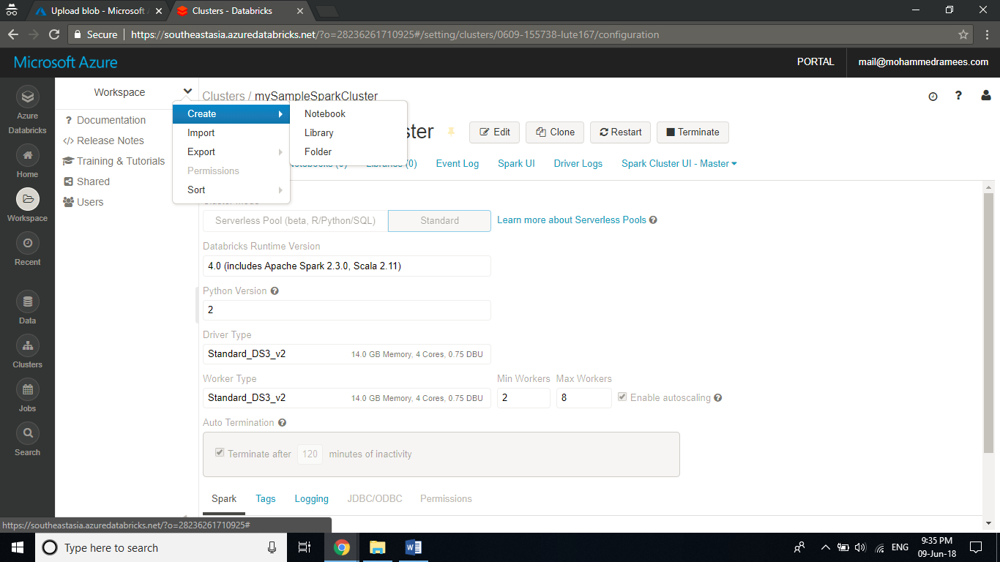 Upload blob - Microsoft A
Clusters - Databricks
Secure https://southeastasia.azuredatabricks.net/?o=28236261710925#/setting/clusters/0609-155738-lute167/configuration
Microsoft Azure
PORTAL
mail@mohammedramees.com
Azure Databricks
Home
Workspace
Recent
Data
Clusters
Jobs
Search
Workspace
? Documentation
</> Release Notes
Training & Tutorials
Shared
Users
Create
Import
Export
Permissions
Sort
Notebook
Library
Folder
Clusters / mySampleSparkCluster
ster
Edit
Clone
Restart
Terminate
Notebooks (0)
Libraries (0)
Event Log
Spark UI
Driver Logs
Spark Cluster UI - Master
Cluster Mode
Serverless Pool (beta, R/Python/SQL)
Standard
Learn more about Serverless Pools ?
Databricks Runtime Version
4.0 (includes Apache Spark 2.3.0, Scala 2.11)
Python Version ?
2
Driver Type
Standard_DS3_v2 14.0 GB Memory, 4 Cores, 0.75 DBU
Worker Type
Min Workers
Max Workers
Standard_DS3_v2 14.0 GB Memory, 4 Cores, 0.75 DBU
2
8
Enable autoscaling ?
Auto Termination ?
Terminate after 120 minutes of inactivity
Spark
Tags
Logging
JDBC/ODBC
Permissions
https://southeastasia.azuredatabricks.net/?o=28236261710925#
Type here to search
ENG
9:35 PM
09-Jun-18